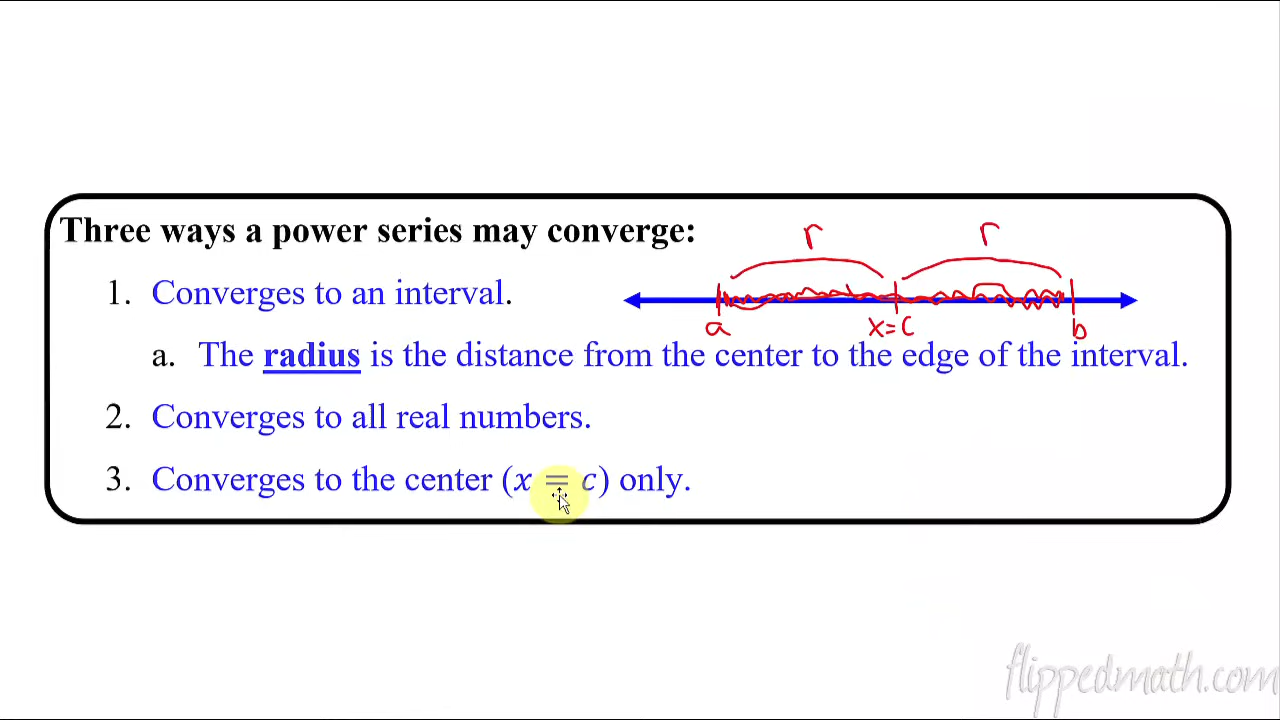 Three ways a power series may converge:
r r
1. Converges to an interval.
a x=c b
a. The radius is the distance from the center to the edge of the interval.
2. Converges to all real numbers.
3. Converges to the center (x = c) only.
flippedmath.com